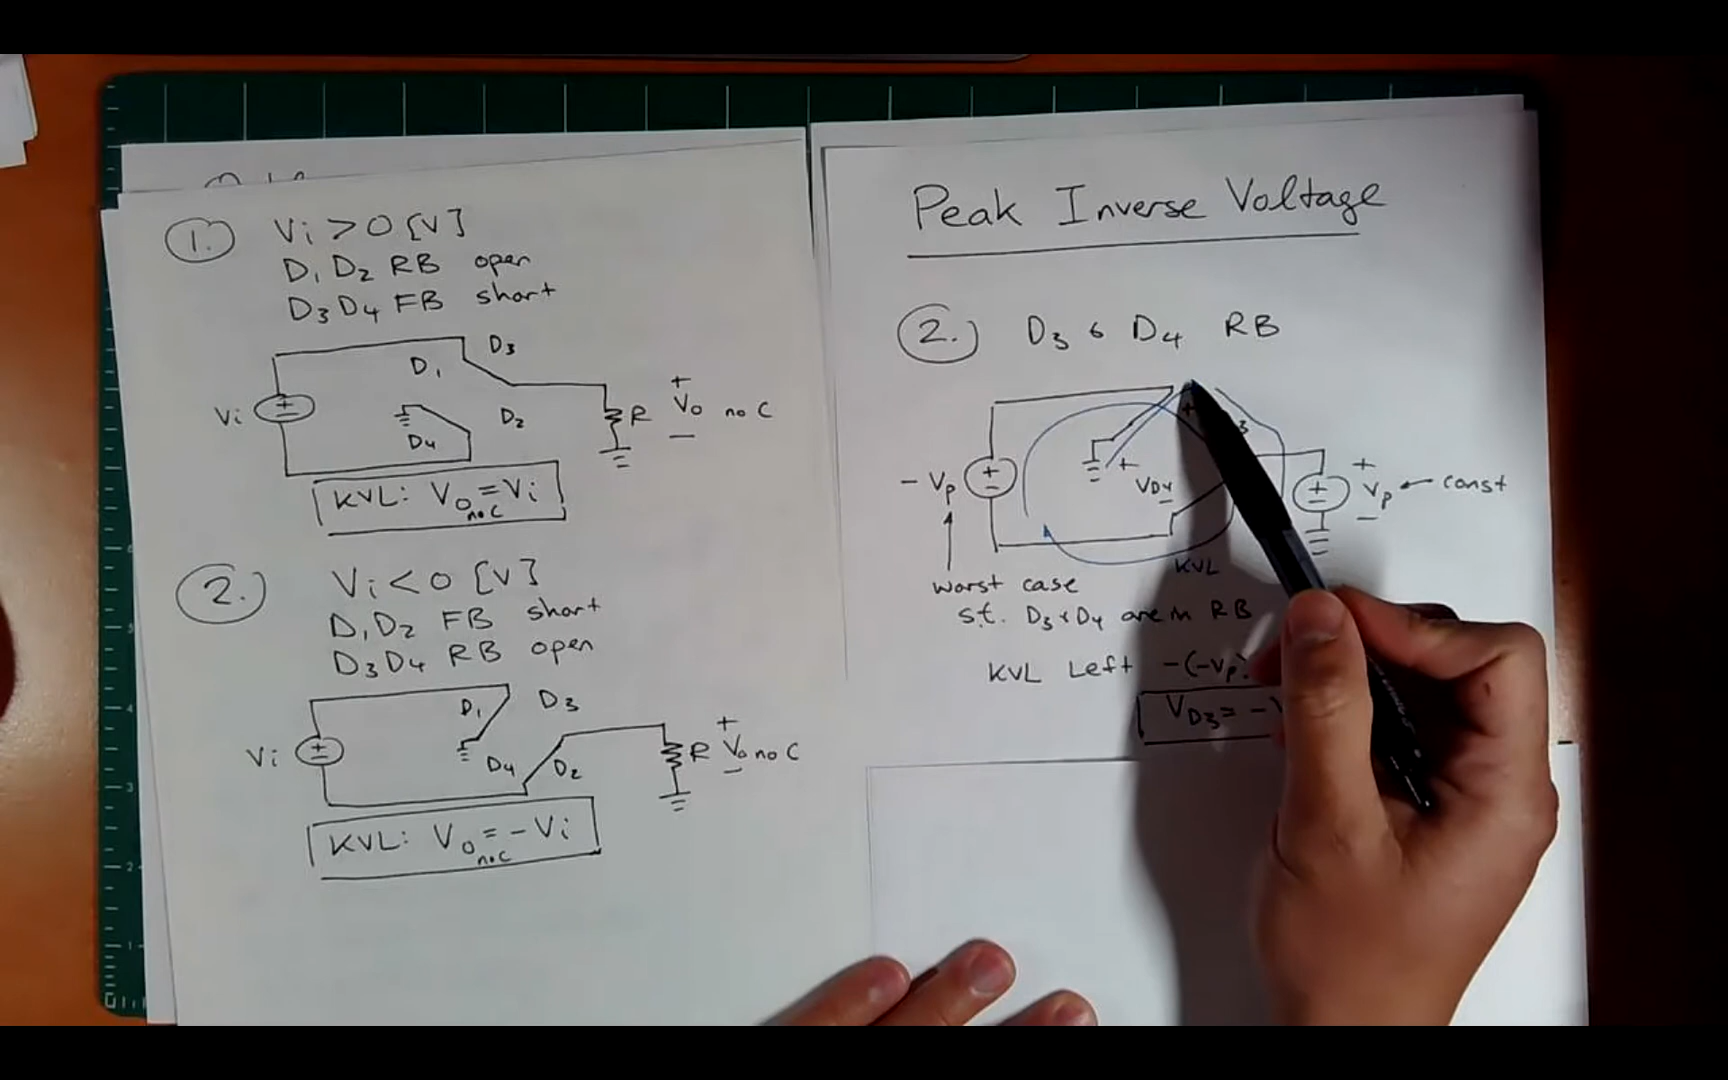 1.
Vi > 0 [V]
D1 D2 RB open
D3 D4 FB short
D3
D1
Vi
+
-
D4
D2
R
+
Vo no C
-
KVL: Vo no C = Vi
2.
Vi < 0 [V]
D1 D2 FB short
D3 D4 RB open
D1
D3
Vi
+
-
D4
D2
R
+
Vo no C
-
KVL: Vo no C = -Vi
Peak Inverse Voltage
2.
D3 & D4 RB
+
3
-Vp
+
-
+
VD4
-
+
-
+
Vp ← const
-
KVL
worst case
s.t. D3 & D4 are in RB
KVL Left -(-Vp)
VD3 = -